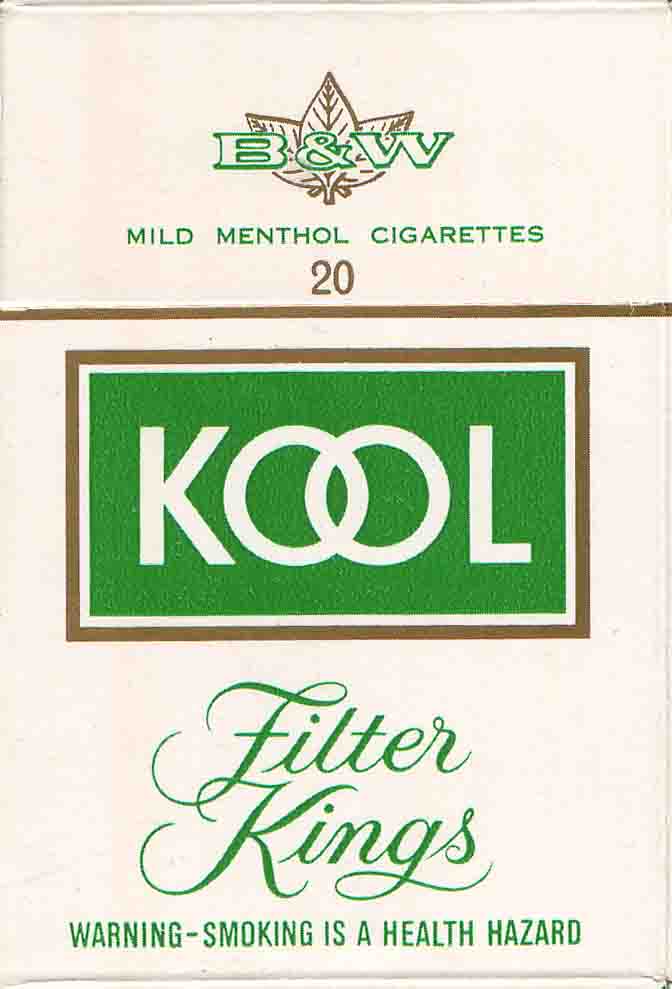 B&W
MILD MENTHOL CIGARETTES
20
KOOL
Filter
Kings
WARNING-SMOKING IS A HEALTH HAZARD